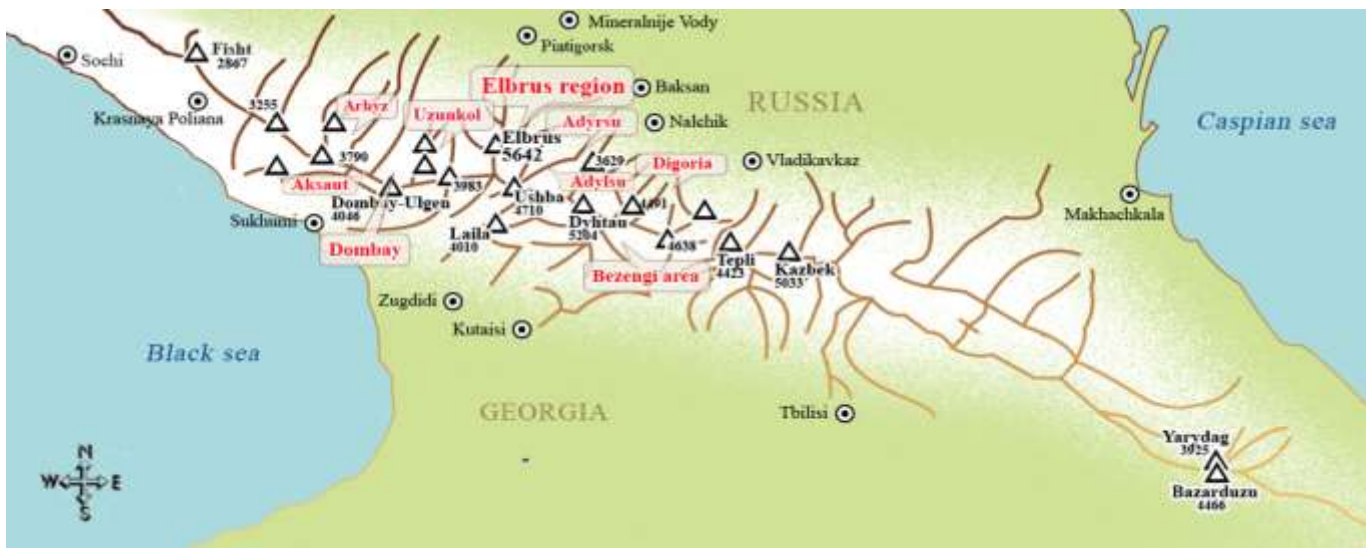 Mineralnije Vody
Fisht
2867
Sochi
Piatigorsk
Elbrus region
Baksan
RUSSIA
Caspian sea
3255
Arhyz
Krasnaya Poliana
Uzunkol
Adyrsu
Nalchik
Elbrus
5642
3790
3629
Digoria
Vladikavkaz
Aksaut
3983
Adylsu
Dombay-Ulgen
4046
Ushba
4710
4491
Makhachkala
Sukhumi
Laila
4010
Dyhtau
5204
4638
Dombay
Tepli
4423
Kazbek
5033
Bezengi area
Zugdidi
Kutaisi
Black sea
GEORGIA
Tbilisi
Yarydag
3925
Bazarduzu
4466
N
W
E
S